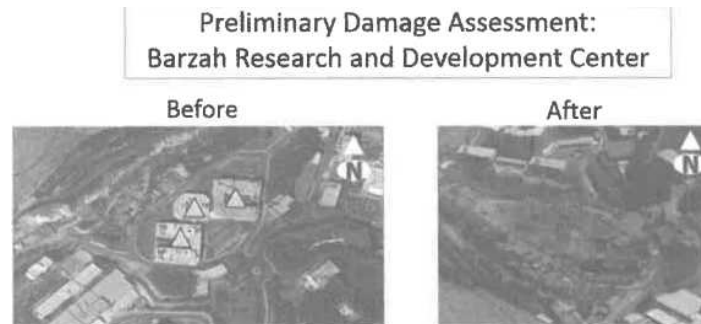 Preliminary Damage Assessment:
Barzah Research and Development Center
Before
After
N
N